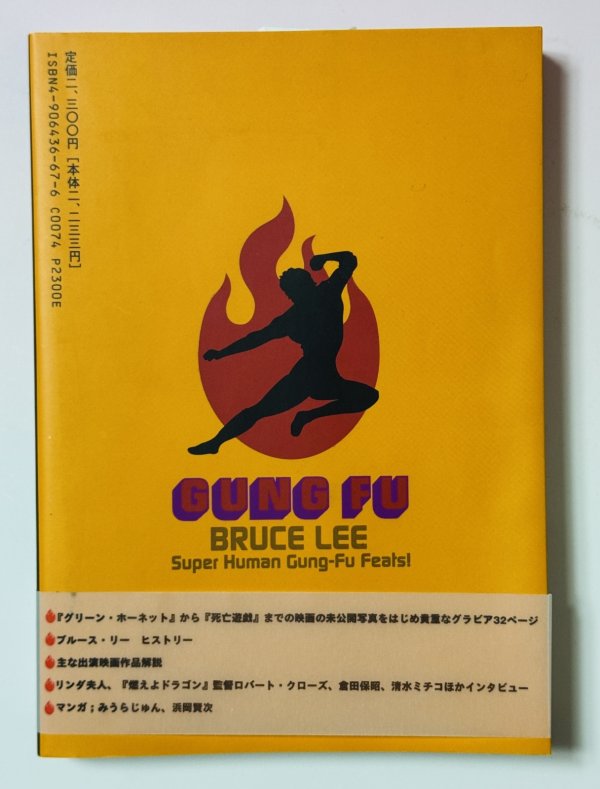 定価二、三〇〇円［本体二、二三三円］
ISBN4-906436-67-6 C0074 P2300E
GUNG FU
BRUCE LEE
Super Human Gung-Fu Feats!
『グリーン・ホーネット』から『死亡遊戯』までの映画の未公開写真をはじめ貴重なグラビア32ページ
ブルース・リー　ヒストリー
主な出演映画作品解説
リンダ夫人、『燃えよドラゴン』監督ロバート・クローズ、倉田保昭、清水ミチコほかインタビュー
マンガ；みうらじゅん、浜岡賢次